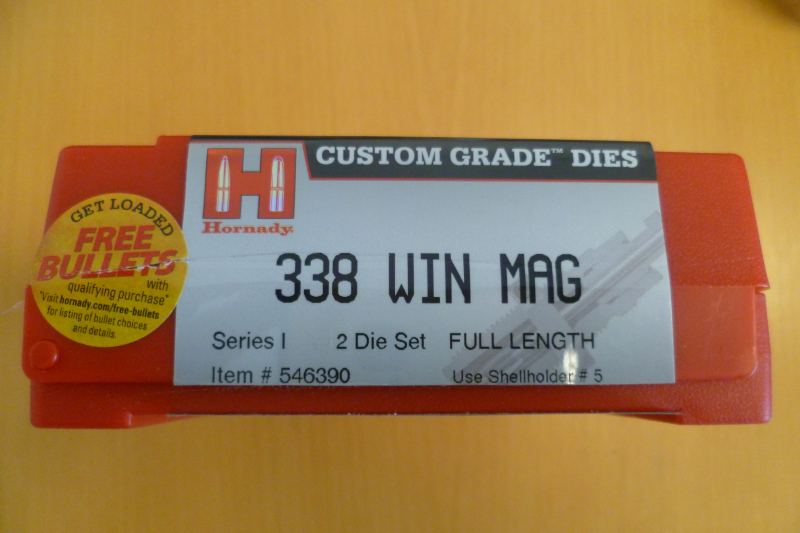 CUSTOM GRADE™ DIES
H
Hornady.
338 WIN MAG
Series I 2 Die Set FULL LENGTH
Item # 546390 Use Shellholder # 5
GET LOADED
FREE
BULLETS
with
qualifying purchase*
*Visit hornady.com/free-bullets
for listing of bullet choices
and details.